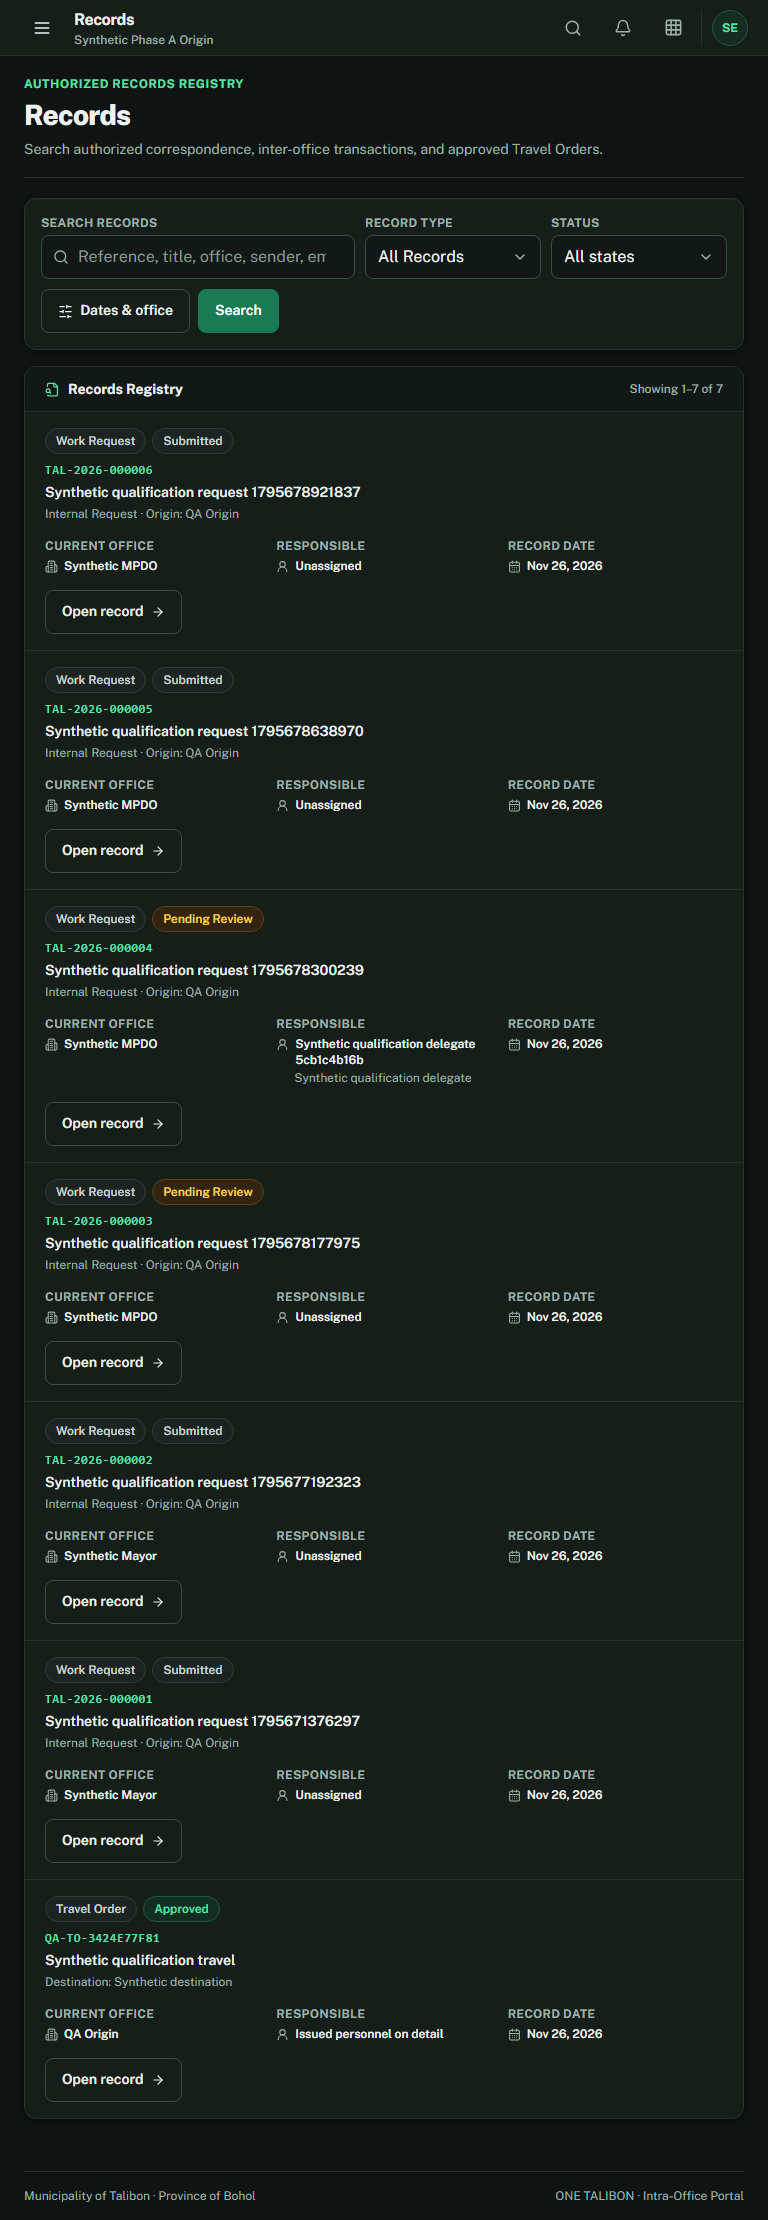 Records
Synthetic Phase A Origin
SE
AUTHORIZED RECORDS REGISTRY
Records
Search authorized correspondence, inter-office transactions, and approved Travel Orders.
SEARCH RECORDS
RECORD TYPE
STATUS
Reference, title, office, sender, em
All Records
All states
Dates & office
Search
Records Registry
Showing 1–7 of 7
Work Request
Submitted
TAL-2026-000006
Synthetic qualification request 1795678921837
Internal Request · Origin: QA Origin
CURRENT OFFICE
RESPONSIBLE
RECORD DATE
Synthetic MPDO
Unassigned
Nov 26, 2026
Open record →
Work Request
Submitted
TAL-2026-000005
Synthetic qualification request 1795678638970
Internal Request · Origin: QA Origin
CURRENT OFFICE
RESPONSIBLE
RECORD DATE
Synthetic MPDO
Unassigned
Nov 26, 2026
Open record →
Work Request
Pending Review
TAL-2026-000004
Synthetic qualification request 1795678300239
Internal Request · Origin: QA Origin
CURRENT OFFICE
RESPONSIBLE
RECORD DATE
Synthetic MPDO
Synthetic qualification delegate
5cb1c4b16b
Synthetic qualification delegate
Nov 26, 2026
Open record →
Work Request
Pending Review
TAL-2026-000003
Synthetic qualification request 1795678177975
Internal Request · Origin: QA Origin
CURRENT OFFICE
RESPONSIBLE
RECORD DATE
Synthetic MPDO
Unassigned
Nov 26, 2026
Open record →
Work Request
Submitted
TAL-2026-000002
Synthetic qualification request 1795677192323
Internal Request · Origin: QA Origin
CURRENT OFFICE
RESPONSIBLE
RECORD DATE
Synthetic Mayor
Unassigned
Nov 26, 2026
Open record →
Work Request
Submitted
TAL-2026-000001
Synthetic qualification request 1795671376297
Internal Request · Origin: QA Origin
CURRENT OFFICE
RESPONSIBLE
RECORD DATE
Synthetic Mayor
Unassigned
Nov 26, 2026
Open record →
Travel Order
Approved
QA-TO-3424E77F81
Synthetic qualification travel
Destination: Synthetic destination
CURRENT OFFICE
RESPONSIBLE
RECORD DATE
QA Origin
Issued personnel on detail
Nov 26, 2026
Open record →
Municipality of Talibon · Province of Bohol
ONE TALIBON · Intra-Office Portal